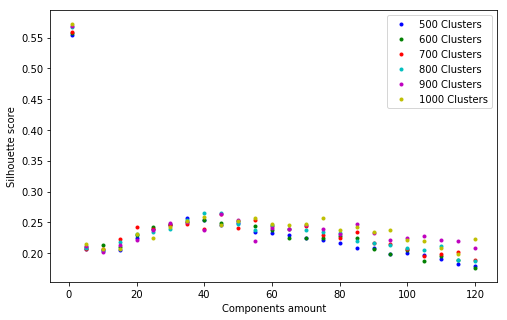 500 Clusters
600 Clusters
700 Clusters
800 Clusters
900 Clusters
1000 Clusters
0.55
0.50
0.45
0.40
0.35
0.30
0.25
0.20
Silhouette score
0 20 40 60 80 100 120
Components amount